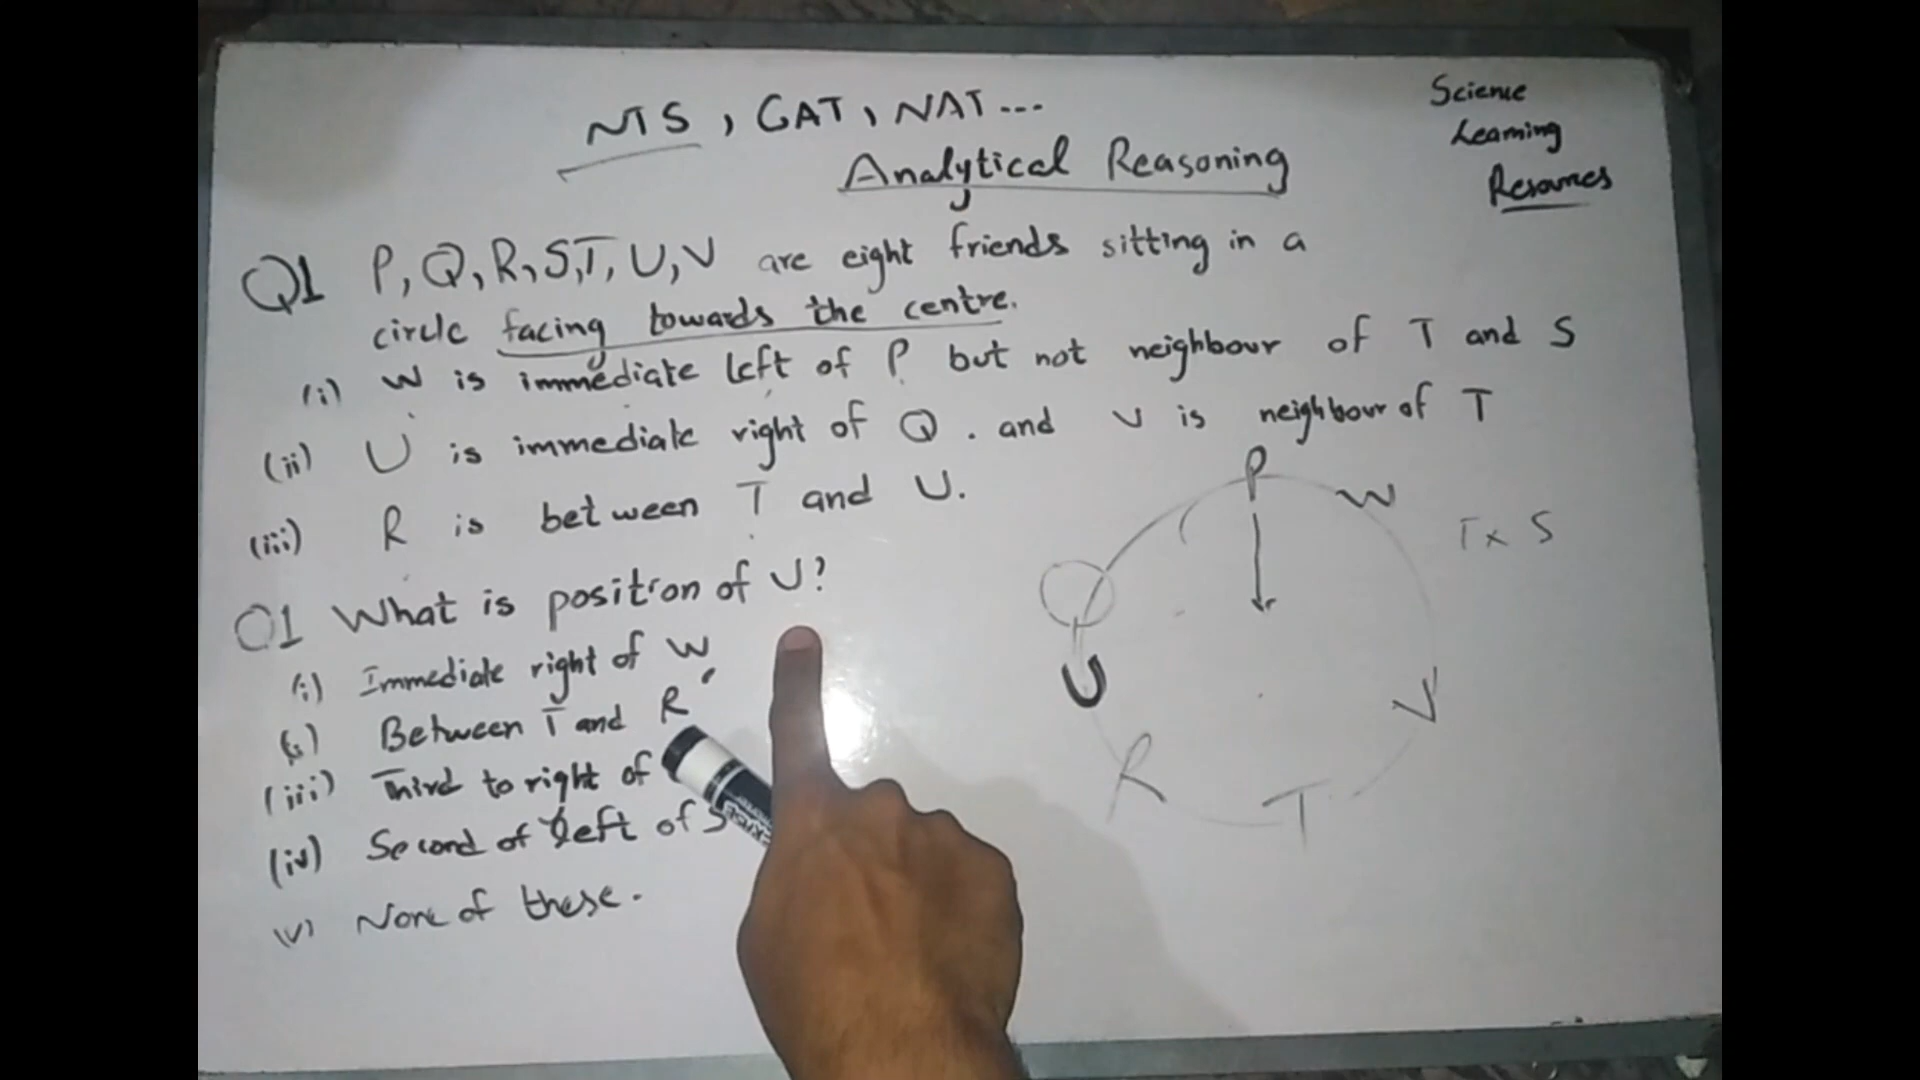 NTS, GAT, NAT...
Analytical Reasoning
Science
Learning
Resources
Q1 P, Q, R, S, T, U, V are eight friends sitting in a
circle facing towards the centre.
(i) W is immediate left of P but not neighbour of T and S
(ii) U is immediate right of Q. and V is neighbour of T
(iii) R is between T and U.
Q1 What is position of U?
(i) Immediate right of W
(ii) Between T and R
(iii) Third to right of
(iv) Second of left of S
(v) None of these.
P
W
T x S
U
V
R
T